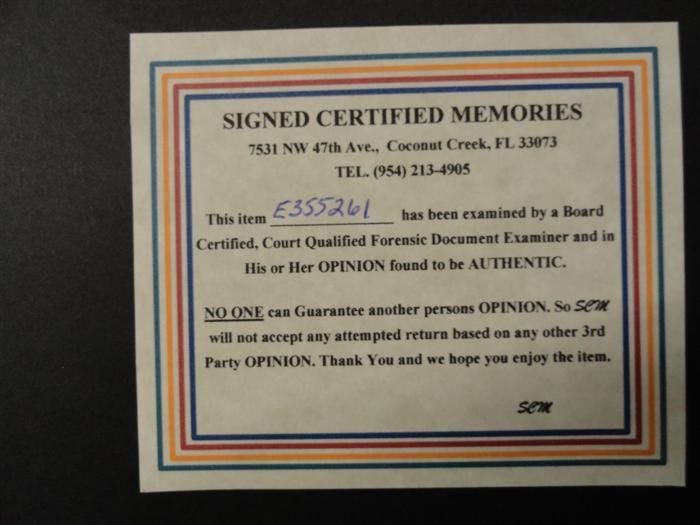 SIGNED CERTIFIED MEMORIES
7531 NW 47th Ave., Coconut Creek, FL 33073
TEL. (954) 213-4905
This item E355261 has been examined by a Board
Certified, Court Qualified Forensic Document Examiner and in
His or Her OPINION found to be AUTHENTIC.
NO ONE can Guarantee another persons OPINION. So SCM
will not accept any attempted return based on any other 3rd
Party OPINION. Thank You and we hope you enjoy the item.
SCM